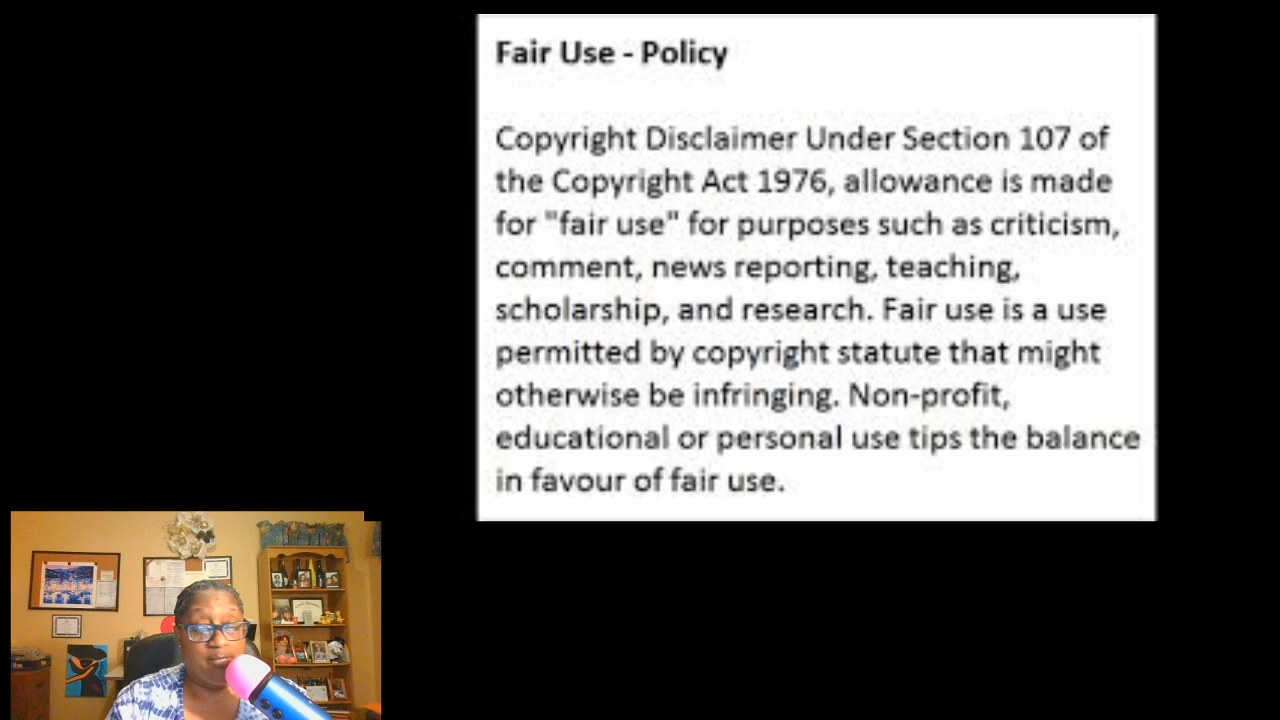 Fair Use - Policy
Copyright Disclaimer Under Section 107 of
the Copyright Act 1976, allowance is made
for "fair use" for purposes such as criticism,
comment, news reporting, teaching,
scholarship, and research. Fair use is a use
permitted by copyright statute that might
otherwise be infringing. Non-profit,
educational or personal use tips the balance
in favour of fair use.